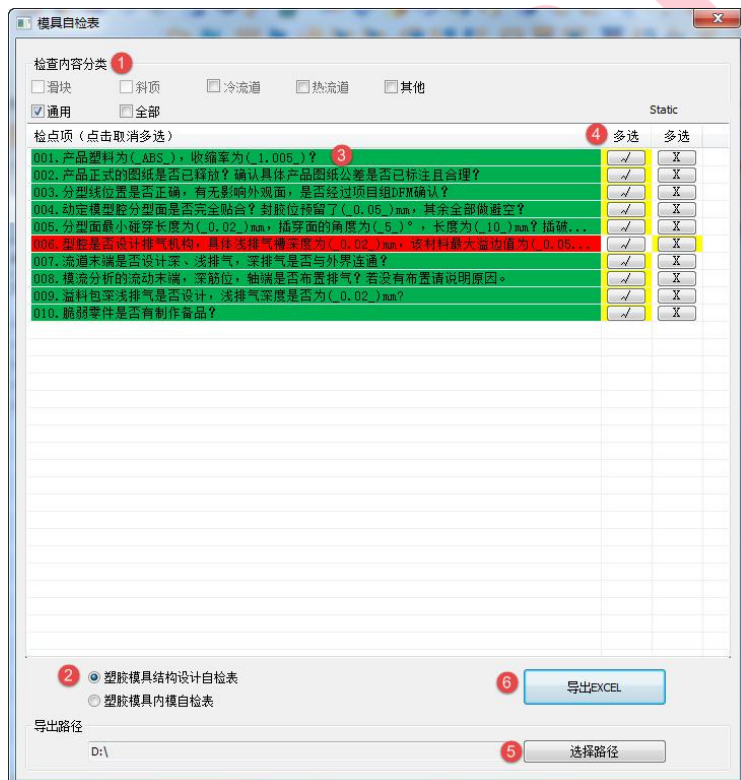 模具自检表
X
检查内容分类 1
滑块 斜顶 冷流道 热流道 其他
通用 全部 Static
检点项（点击取消多选） 4 多选 多选
001. 产品塑料为(_ABS_)，收缩率为(_1.005_)？ 3 √ X
002. 产品正式的图纸是否已释放？确认具体产品图纸公差是否已标注且合理？ √ X
003. 分型线位置是否正确，有无影响外观面，是否经过项目组DFM确认？ √ X
004. 动定模型腔分型面是否完全贴合？封胶位预留了(_0.05_)mm，其余全部做避空？ √ X
005. 分型面最小碰穿长度为(_0.02_)mm，插穿面的角度为(_5_)°，长度为(_10_)mm？插破... √ X
006. 型腔是否设计排气机构，具体浅排气槽深度为(_0.02_)mm，该材料最大溢边值为(_0.05... √ X
007. 流道末端是否设计深、浅排气，深排气是否与外界连通？ √ X
008. 模流分析的流动末端，深筋位，轴端是否布置排气？若没有布置请说明原因。 √ X
009. 溢料包深浅排气是否设计，浅排气深度是否为(_0.02_)mm? √ X
010. 脆弱零件是否有制作备品？ √ X
2 塑胶模具结构设计自检表
塑胶模具内模自检表
6 导出EXCEL
导出路径
D:\ 5 选择路径